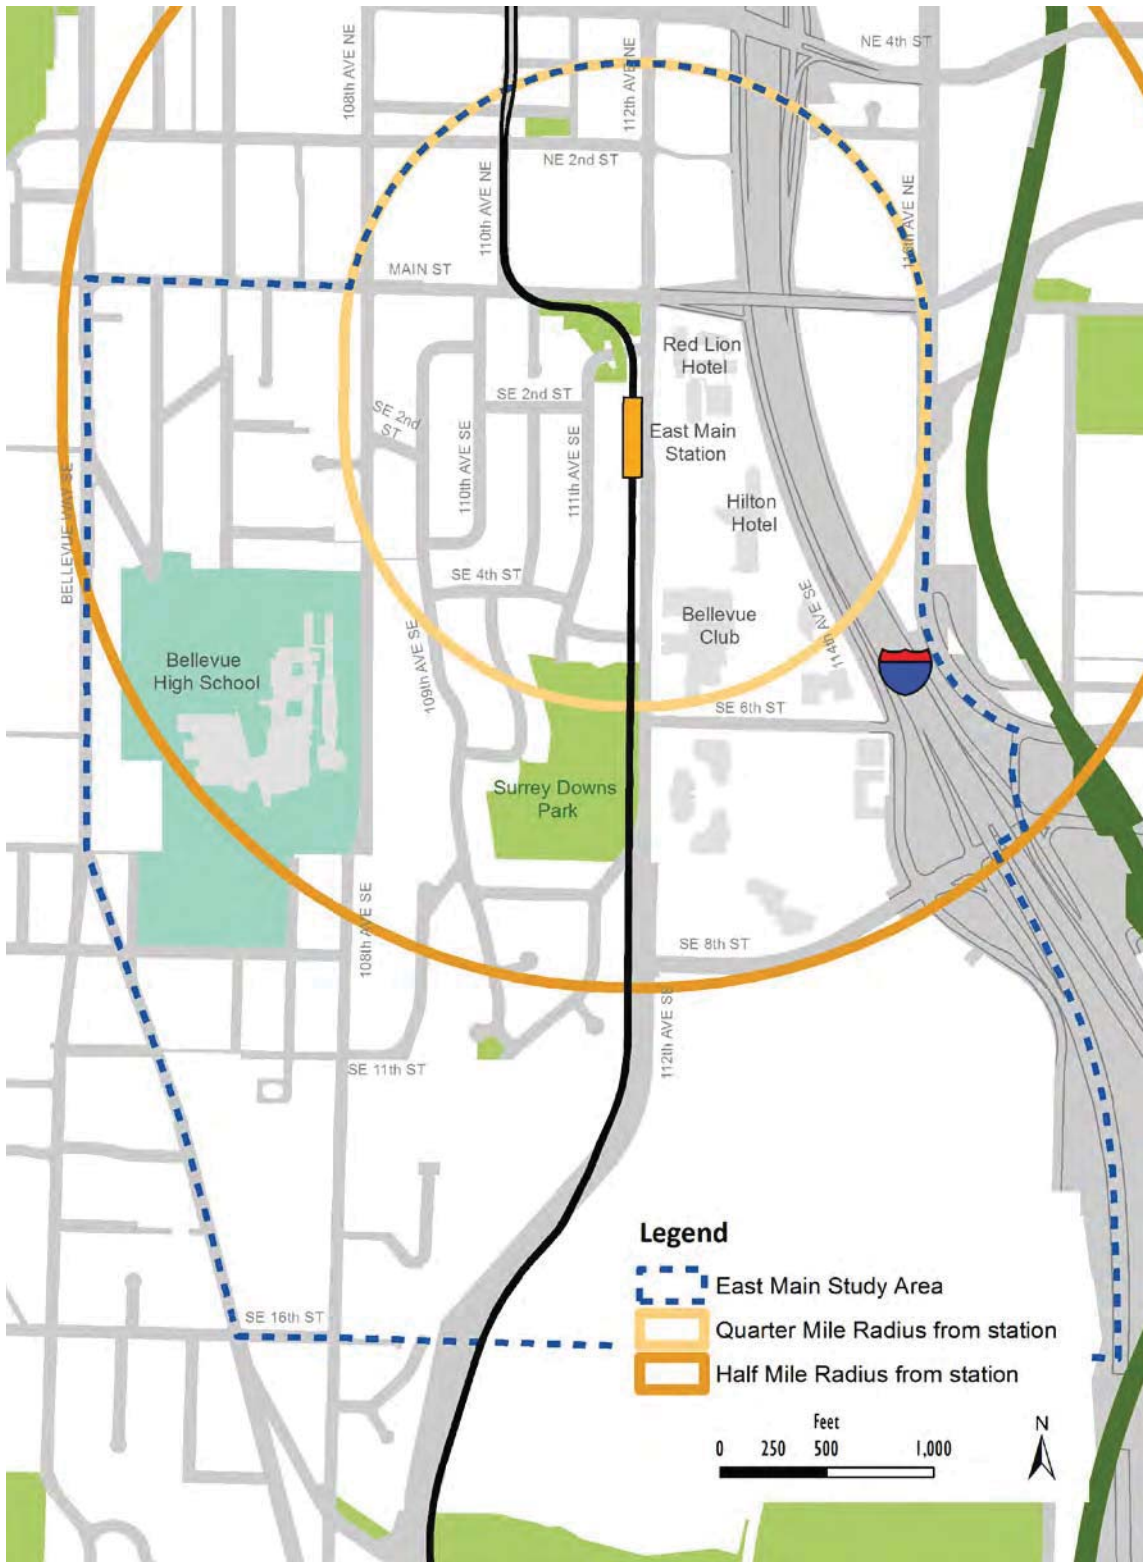 NE 4th ST
108th AVE NE
112th AVE NE
NE 2nd ST
110th AVE NE
116th AVE NE
MAIN ST
Red Lion
Hotel
SE 2nd ST
SE 2nd
ST
East Main
Station
110th AVE SE
111th AVE SE
Hilton
Hotel
BELLEVUE WAY SE
SE 4th ST
Bellevue
Club
114th AVE SE
Bellevue
High School
109th AVE SE
SE 6th ST
Surrey Downs
Park
108th AVE SE
SE 8th ST
112th AVE SE
SE 11th ST
SE 16th ST
Legend
East Main Study Area
Quarter Mile Radius from station
Half Mile Radius from station
Feet
0 250 500 1,000
N